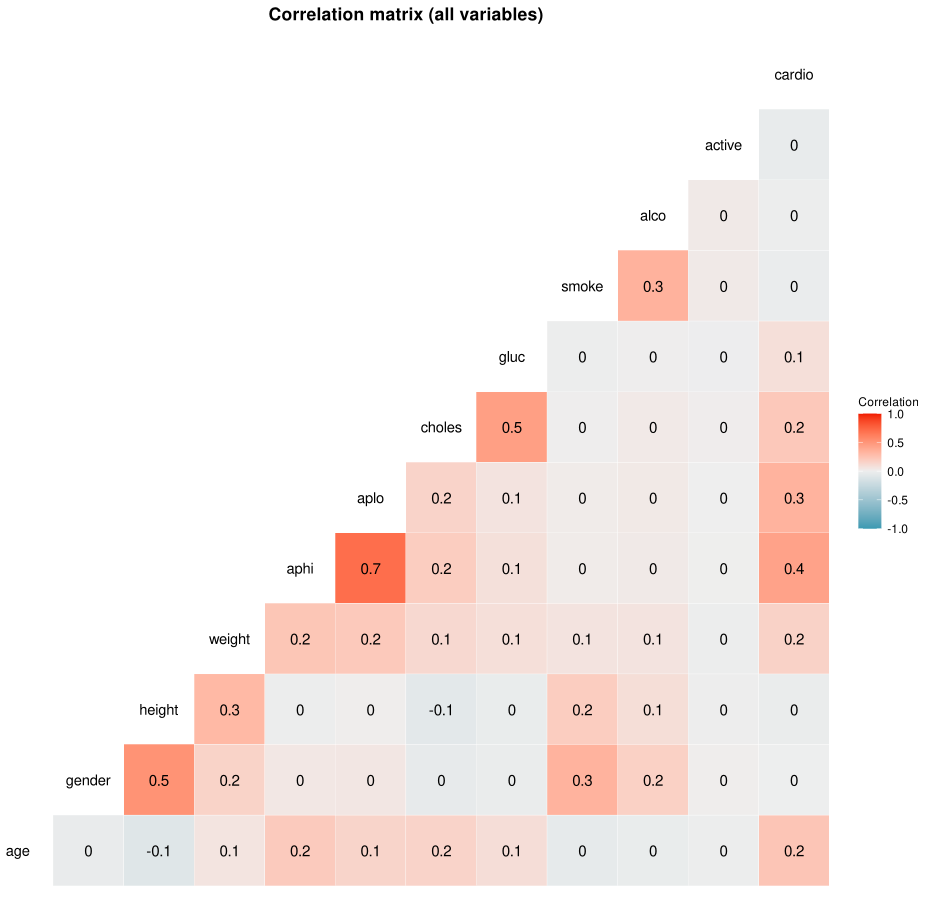 Correlation matrix (all variables)
cardio
active 0
alco 0 0
smoke 0.3 0 0
gluc 0 0 0 0.1
choles 0.5 0 0 0 0.2
aplo 0.2 0.1 0 0 0 0.3
aphi 0.7 0.2 0.1 0 0 0 0.4
weight 0.2 0.2 0.1 0.1 0.1 0.1 0 0.2
height 0.3 0 0 -0.1 0 0.2 0.1 0 0
gender 0.5 0.2 0 0 0 0 0.3 0.2 0 0
age 0 -0.1 0.1 0.2 0.1 0.2 0.1 0 0 0 0.2
Correlation
1.0
0.5
0.0
-0.5
-1.0